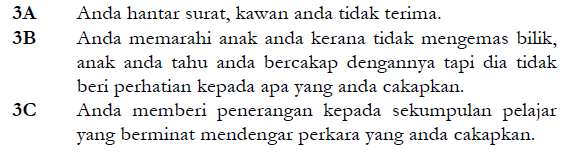 3A Anda hantar surat, kawan anda tidak terima.
3B Anda memarahi anak anda kerana tidak mengemas bilik,
anak anda tahu anda bercakap dengannya tapi dia tidak
beri perhatian kepada apa yang anda cakapkan.
3C Anda memberi penerangan kepada sekumpulan pelajar
yang berminat mendengar perkara yang anda cakapkan.